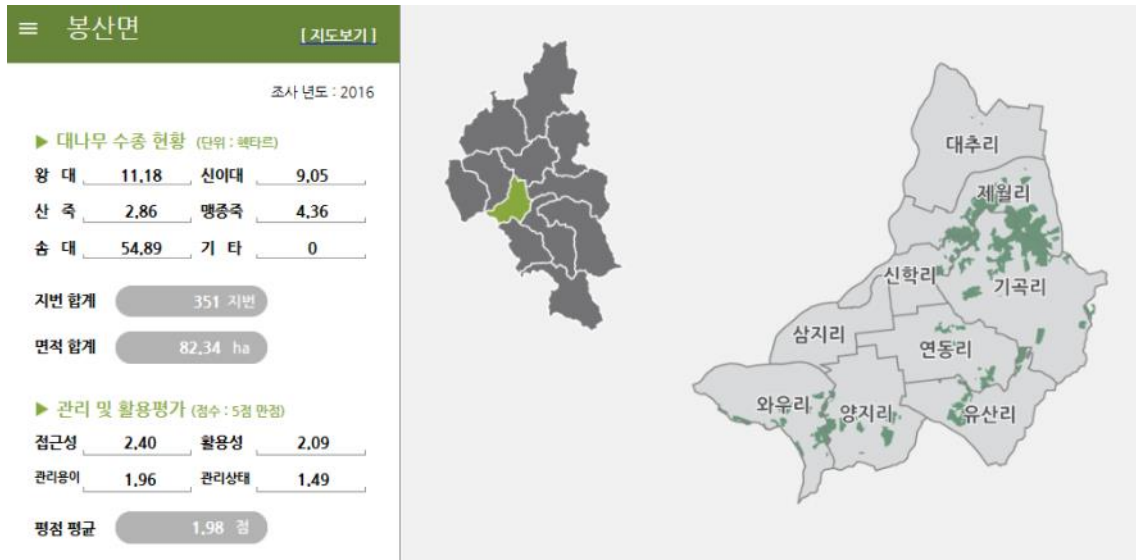 봉산면 [지도보기]
조사 년도 : 2016
▶ 대나무 수종 현황 (단위 : 헥타르)
왕 대 11.18 신이대 9.05
산 죽 2.86 맹종죽 4.36
솜 대 54.89 기 타 0
지번 합계 351 지번
면적 합계 82.34 ha
▶ 관리 및 활용평가 (점수 : 5점 만점)
접근성 2.40 활용성 2.09
관리용이 1.96 관리상태 1.49
평점 평균 1.98 점
대추리
제월리
신학리
기곡리
삼지리
연동리
와우리
양지리
유산리